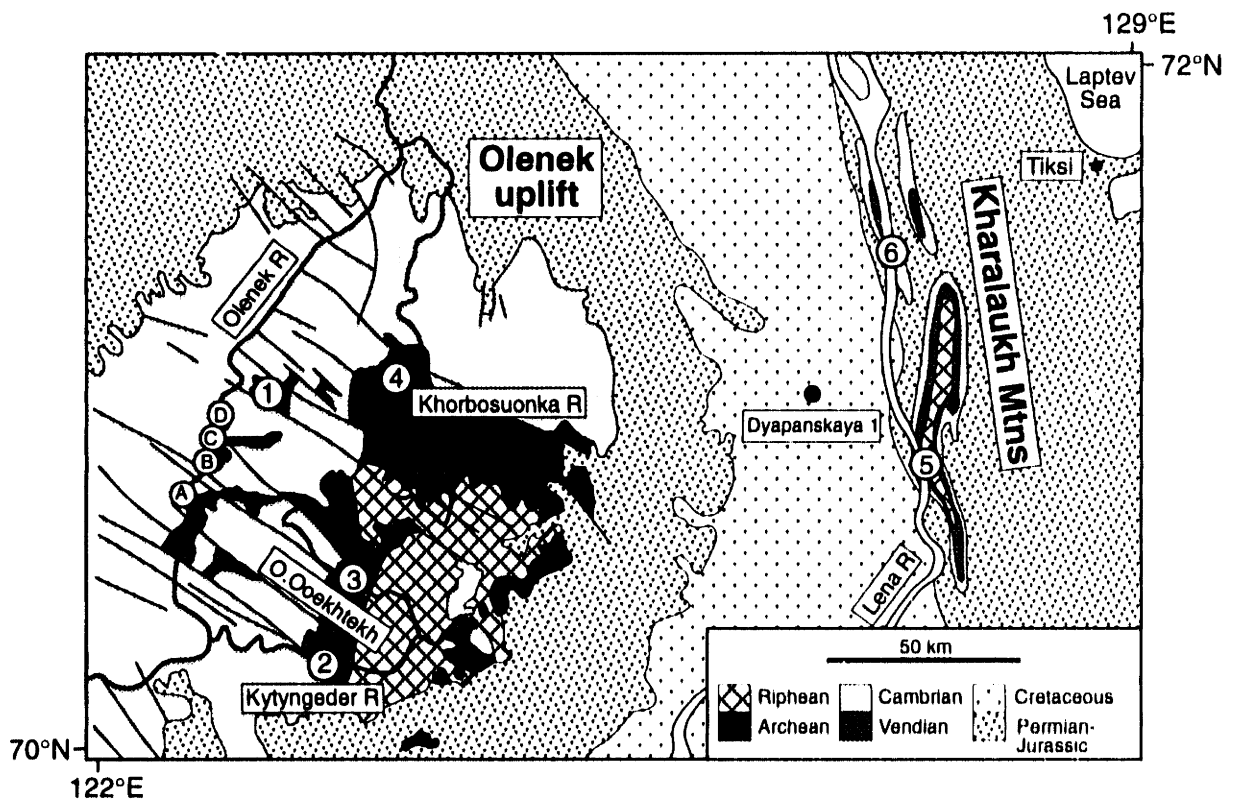 129°E
72°N
Laptev
Sea
Tiksi
Olenek
uplift
Kharalaukh Mtns
Olenek R
6
4
1
Khorbosuonka R
Dyapanskaya 1
D
C
B
A
5
O.Ooekhtekh
3
Lena R
2
Kytyngeder R
50 km
Riphean
Cambrian
Cretaceous
Archean
Vendian
Permian-
Jurassic
70°N
122°E